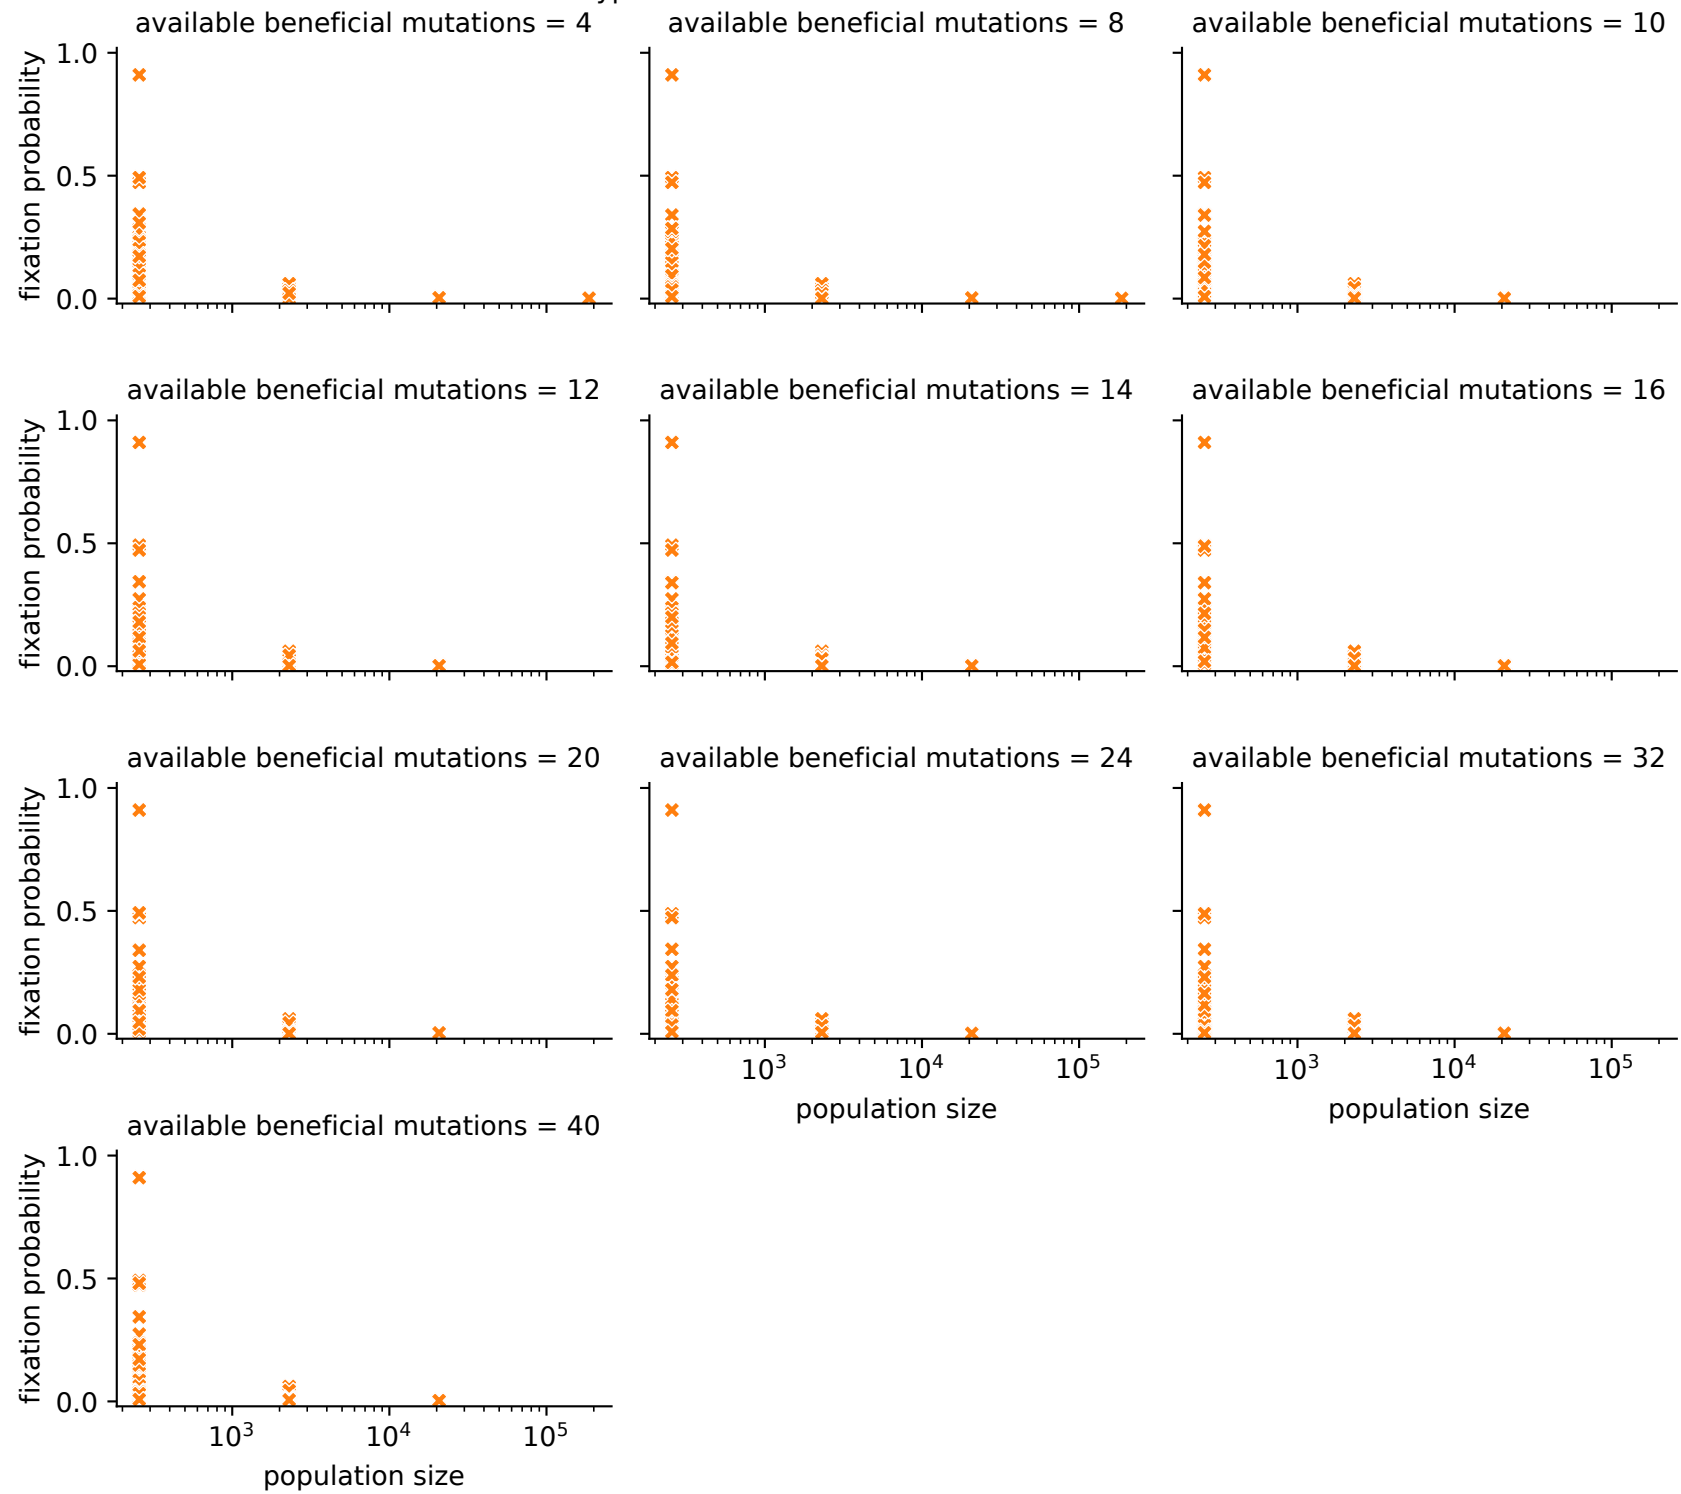 available beneficial mutations = 4
available beneficial mutations = 8
available beneficial mutations = 10
1.0
0.5
0.0
fixation probability
available beneficial mutations = 12
available beneficial mutations = 14
available beneficial mutations = 16
1.0
0.5
0.0
fixation probability
available beneficial mutations = 20
available beneficial mutations = 24
available beneficial mutations = 32
1.0
0.5
0.0
fixation probability
10³ 10⁴ 10⁵
population size
10³ 10⁴ 10⁵
population size
available beneficial mutations = 40
1.0
0.5
0.0
fixation probability
10³ 10⁴ 10⁵
population size